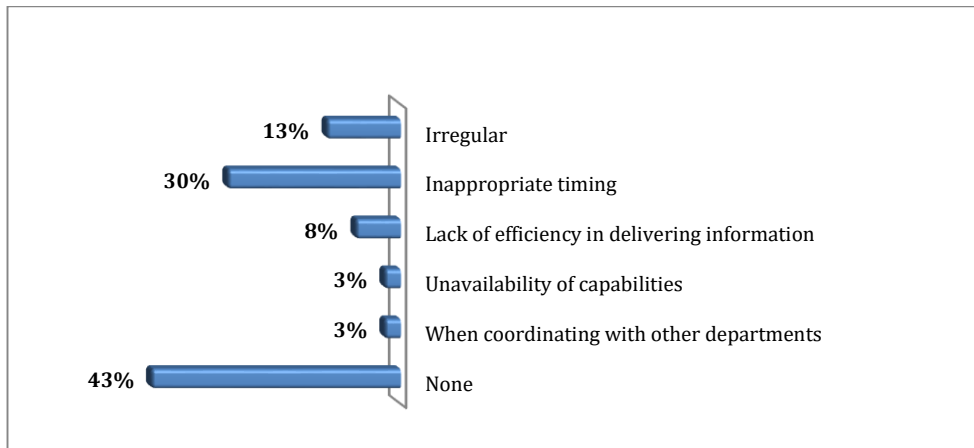 13% Irregular
30% Inappropriate timing
8% Lack of efficiency in delivering information
3% Unavailability of capabilities
3% When coordinating with other departments
43% None